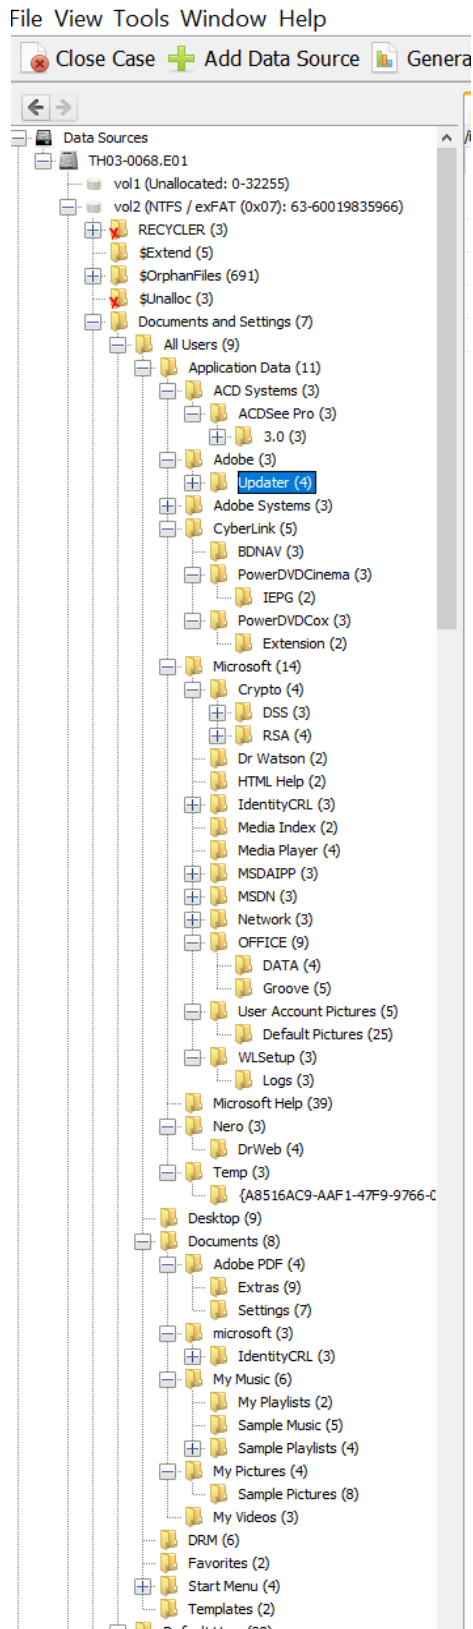 File View Tools Window Help
Close Case Add Data Source Genera
Data Sources
TH03-0068.E01
vol1 (Unallocated: 0-32255)
vol2 (NTFS / exFAT (0x07): 63-60019835966)
RECYCLER (3)
$Extend (5)
$OrphanFiles (691)
$Unalloc (3)
Documents and Settings (7)
All Users (9)
Application Data (11)
ACD Systems (3)
ACDSee Pro (3)
3.0 (3)
Adobe (3)
Updater (4)
Adobe Systems (3)
CyberLink (5)
BDNAV (3)
PowerDVDCinema (3)
IEPG (2)
PowerDVDCox (3)
Extension (2)
Microsoft (14)
Crypto (4)
DSS (3)
RSA (4)
Dr Watson (2)
HTML Help (2)
IdentityCRL (3)
Media Index (2)
Media Player (4)
MSDAIPP (3)
MSDN (3)
Network (3)
OFFICE (9)
DATA (4)
Groove (5)
User Account Pictures (5)
Default Pictures (25)
WLSetup (3)
Logs (3)
Microsoft Help (39)
Nero (3)
DrWeb (4)
Temp (3)
{A8516AC9-AAF1-47F9-9766-0
Desktop (9)
Documents (8)
Adobe PDF (4)
Extras (9)
Settings (7)
microsoft (3)
IdentityCRL (3)
My Music (6)
My Playlists (2)
Sample Music (5)
Sample Playlists (4)
My Pictures (4)
Sample Pictures (8)
My Videos (3)
DRM (6)
Favorites (2)
Start Menu (4)
Templates (2)